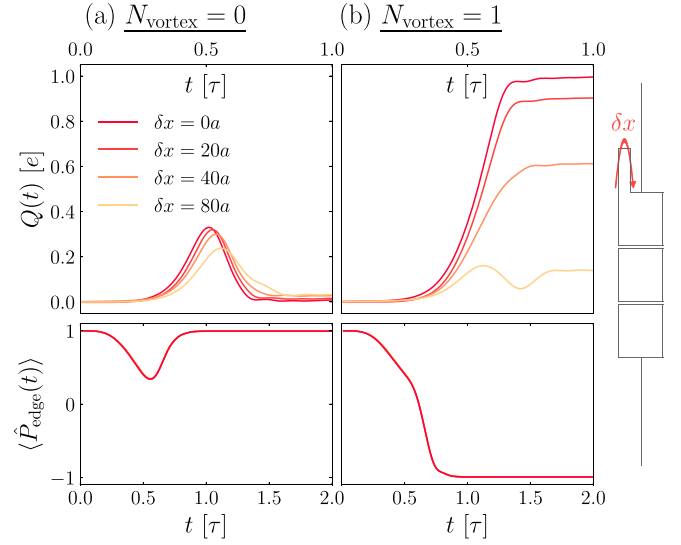 (a) N_vortex = 0
(b) N_vortex = 1
0.0 0.5 1.0
0.0 0.5 1.0
t [τ]
t [τ]
Q(t) [e]
1.0
0.8
0.6
0.4
0.2
0.0
δx = 0a
δx = 20a
δx = 40a
δx = 80a
δx
⟨P̂_edge(t)⟩
1
0
−1
0.0 0.5 1.0 1.5 2.0
0.5 1.0 1.5 2.0
t [τ]
t [τ]